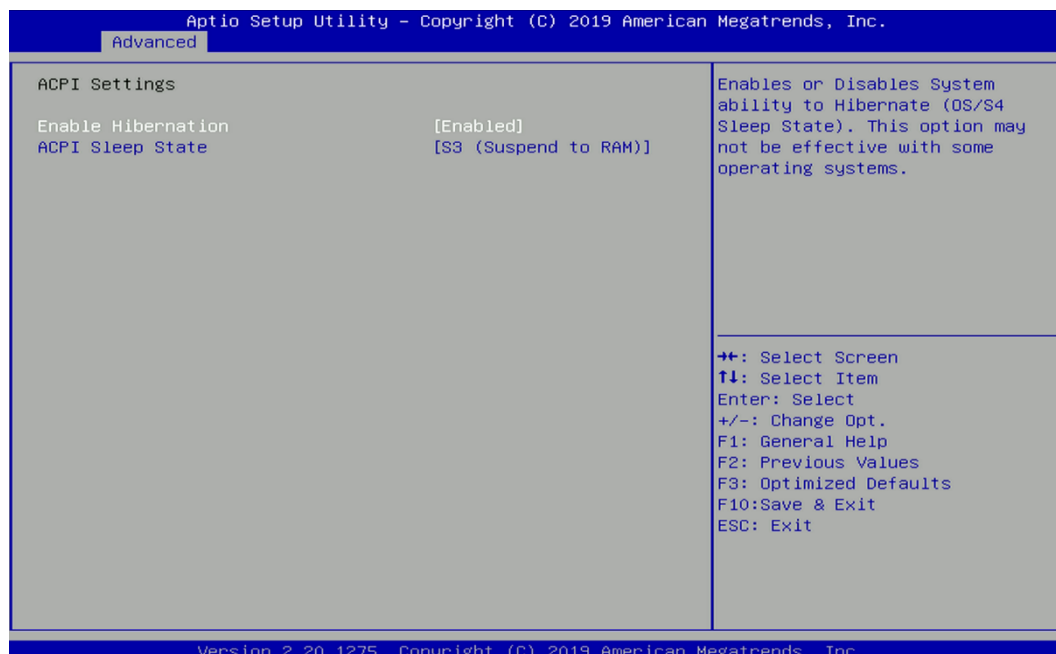 Aptio Setup Utility – Copyright (C) 2019 American Megatrends, Inc.
Advanced
ACPI Settings
Enable Hibernation [Enabled]
ACPI Sleep State [S3 (Suspend to RAM)]
Enables or Disables System
ability to Hibernate (OS/S4
Sleep State). This option may
not be effective with some
operating systems.
→←: Select Screen
↑↓: Select Item
Enter: Select
+/-: Change Opt.
F1: General Help
F2: Previous Values
F3: Optimized Defaults
F10:Save & Exit
ESC: Exit
Version 2.20.1275. Copyright (C) 2019 American Megatrends, Inc.